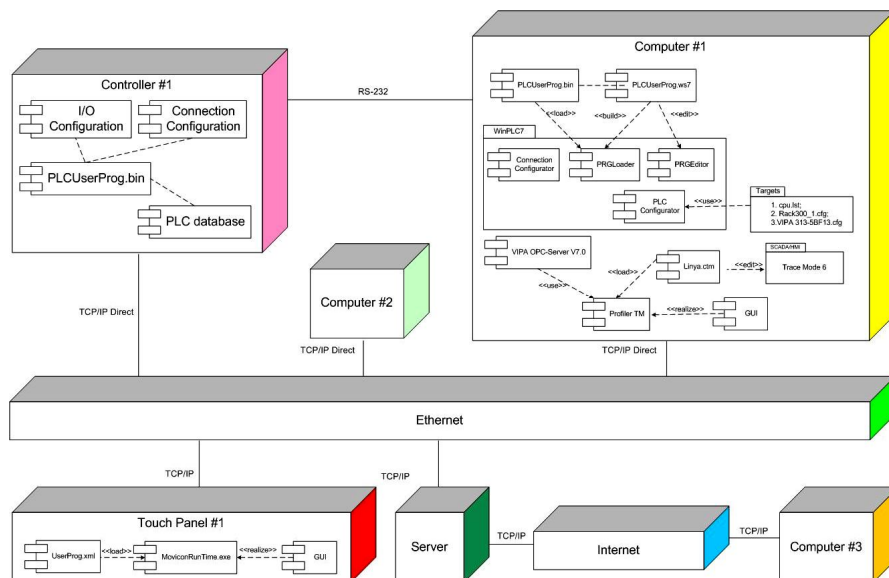 Controller #1
I/O
Configuration
Connection
Configuration
PLCUserProg.bin
PLC database
RS-232
Computer #1
PLCUserProg.bin
PLCUserProg.ws7
<<load>>
<<build>>
<<edit>>
WinPLC7
Connection
Configurator
PRGLoader
PRGEditor
PLC
Configurator
<<use>>
Targets
1. cpu.lst;
2. Rack300_1.cfg;
3.VIPA 313-5BF13.cfg
VIPA OPC-Server V7.0
<<use>>
<<load>>
Linya.ctm
<<edit>>
SCADA/HMI
Trace Mode 6
Profiler TM
<<realize>>
GUI
Computer #2
TCP/IP Direct
TCP/IP Direct
TCP/IP Direct
Ethernet
TCP/IP
TCP/IP
Touch Panel #1
UserProg.xml
<<load>>
MoviconRunTime.exe
<<realize>>
GUI
Server
TCP/IP
Internet
TCP/IP
Computer #3